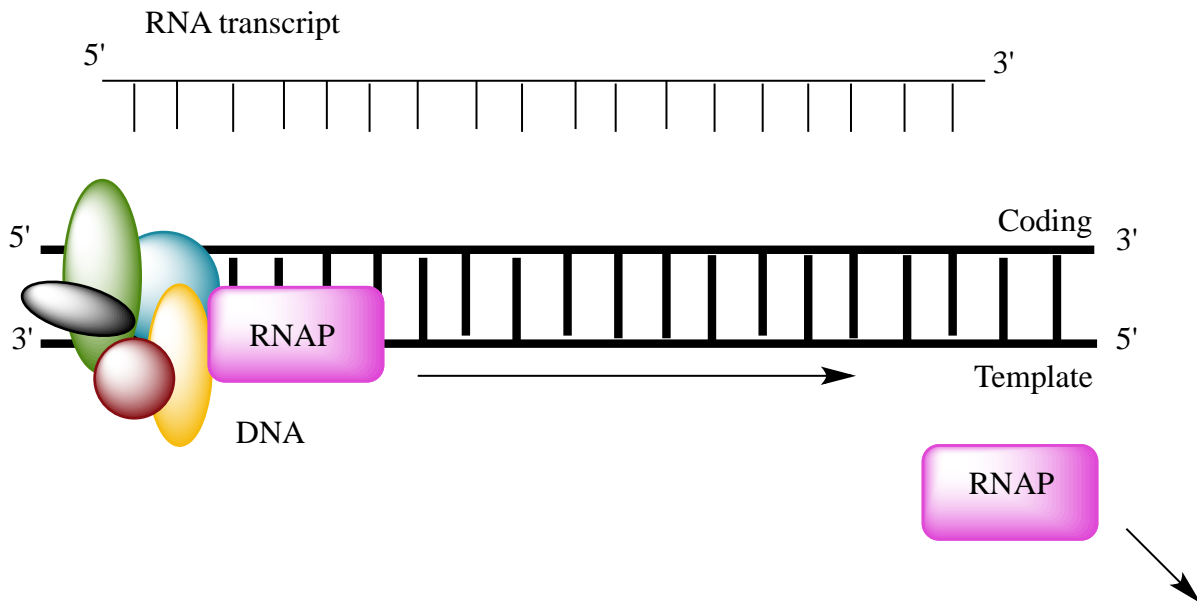 RNA transcript
5'
3'
Coding
5'
3'
RNAP
3'
5'
Template
DNA
RNAP